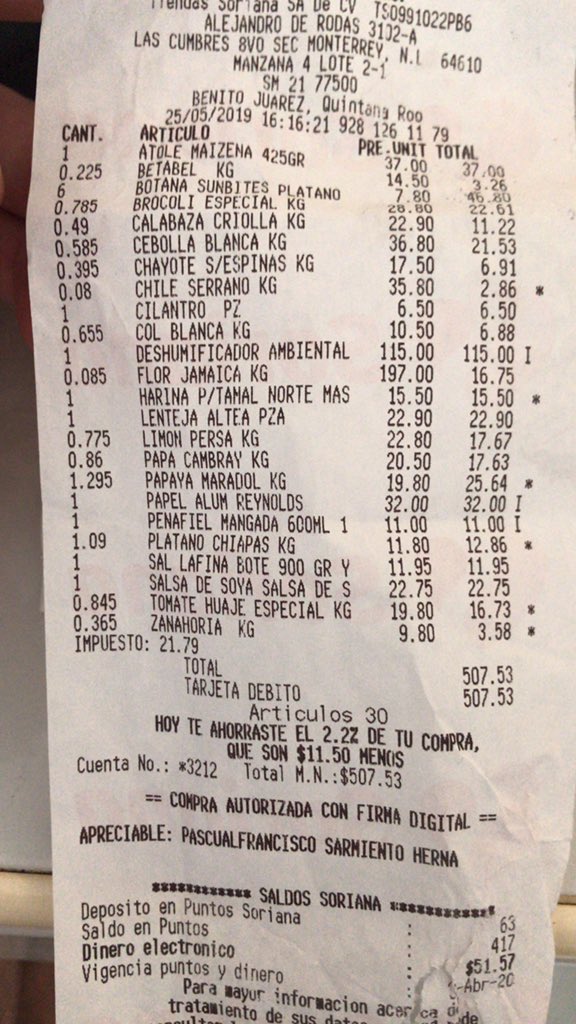 Tiendas Soriana SA De CV TSO991022PB6
ALEJANDRO DE RODAS 3102-A
LAS CUMBRES 8VO SEC MONTERREY, N.L 64610
MANZANA 4 LOTE 2-1
SM 21 77500
BENITO JUAREZ, Quintana Roo
25/05/2019 16:16:21 928 126 11 79
CANT. ARTICULO PRE.UNIT TOTAL
1 ATOLE MAIZENA 425GR 37.00 37.00
0.225 BETABEL KG 14.50 3.26
6 BOTANA SUNBITES PLATANO 7.80 46.80
0.785 BROCOLI ESPECIAL KG 28.80 22.61
0.49 CALABAZA CRIOLLA KG 22.90 11.22
0.585 CEBOLLA BLANCA KG 36.80 21.53
0.395 CHAYOTE S/ESPINAS KG 17.50 6.91
0.08 CHILE SERRANO KG 35.80 2.86 *
1 CILANTRO PZ 6.50 6.50
0.655 COL BLANCA KG 10.50 6.88
1 DESHUMIFICADOR AMBIENTAL 115.00 115.00 I
0.085 FLOR JAMAICA KG 197.00 16.75
1 HARINA P/TAMAL NORTE MAS 15.50 15.50 *
1 LENTEJA ALTEA PZA 22.90 22.90
0.775 LIMON PERSA KG 22.80 17.67
0.86 PAPA CAMBRAY KG 20.50 17.63
1.295 PAPAYA MARADOL KG 19.80 25.64 *
1 PAPEL ALUM REYNOLDS 32.00 32.00 I
1 PENAFIEL MANGADA 600ML 1 11.00 11.00 I
1.09 PLATANO CHIAPAS KG 11.80 12.86 *
1 SAL LAFINA BOTE 900 GR Y 11.95 11.95
1 SALSA DE SOYA SALSA DE S 22.75 22.75
0.845 TOMATE HUAJE ESPECIAL KG 19.80 16.73 *
0.365 ZANAHORIA KG 9.80 3.58 *
IMPUESTO: 21.79
TOTAL 507.53
TARJETA DEBITO 507.53
Articulos 30
HOY TE AHORRASTE EL 2.2% DE TU COMPRA,
QUE SON $11.50 MENOS
Cuenta No.: *3212 Total M.N.:$507.53
== COMPRA AUTORIZADA CON FIRMA DIGITAL ==
APRECIABLE: PASCUALFRANCISCO SARMIENTO HERNA
************ SALDOS SORIANA ************
Deposito en Puntos Soriana : 63
Saldo en Puntos : 417
Dinero electronico : $51.57
Vigencia puntos y dinero : -Abr-20
Para mayor informacion acerca de
tratamiento de sus datos